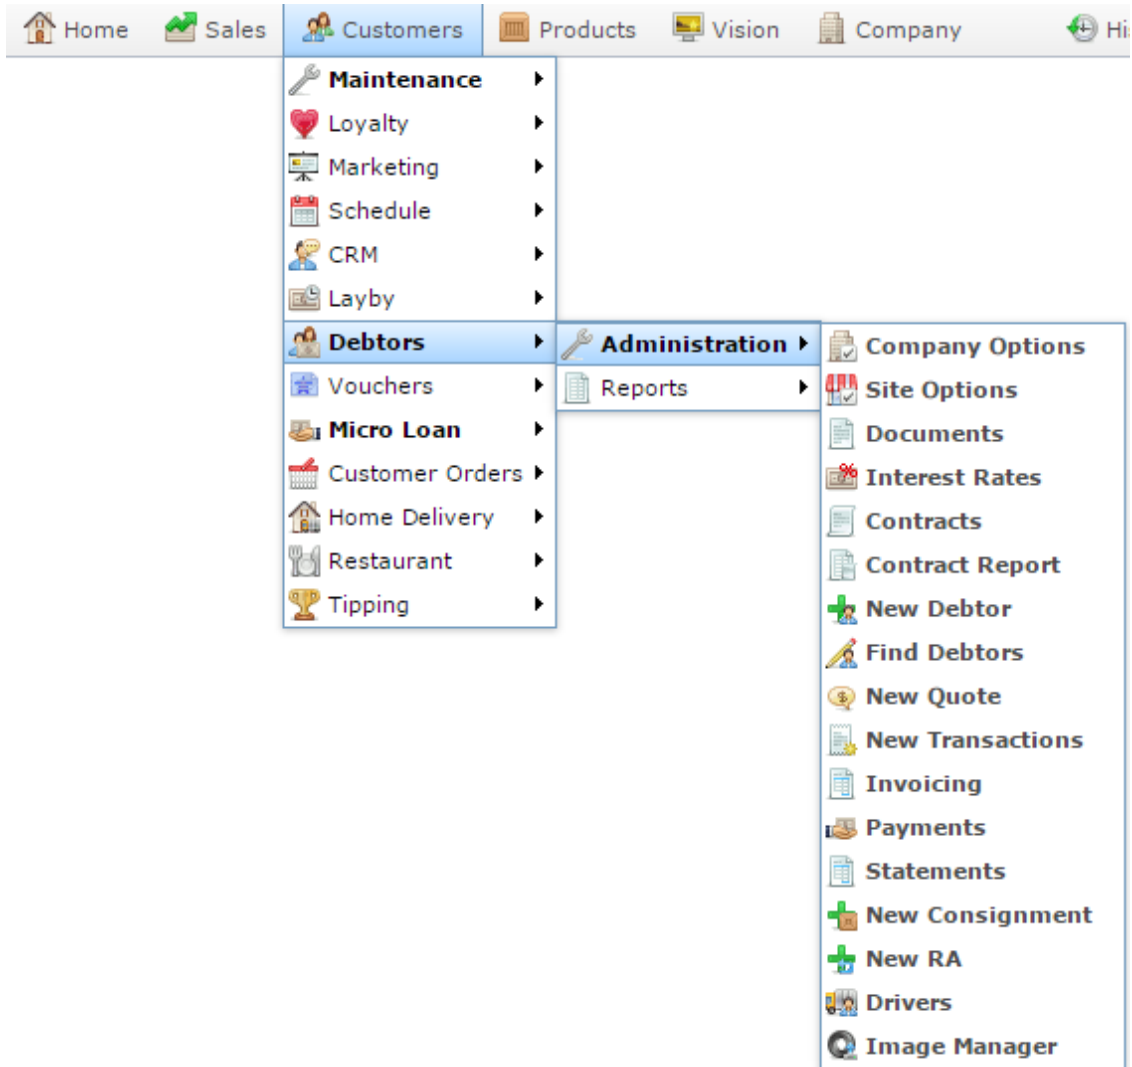 Home Sales Customers Products Vision Company Hi
Maintenance
Loyalty
Marketing
Schedule
CRM
Layby
Debtors
Vouchers
Micro Loan
Customer Orders
Home Delivery
Restaurant
Tipping
Administration
Reports
Company Options
Site Options
Documents
Interest Rates
Contracts
Contract Report
New Debtor
Find Debtors
New Quote
New Transactions
Invoicing
Payments
Statements
New Consignment
New RA
Drivers
Image Manager